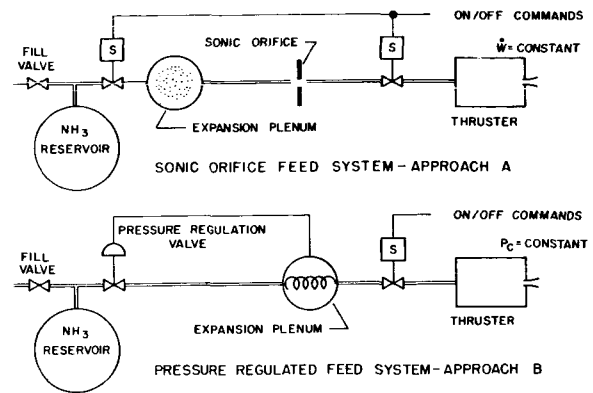 ON/OFF COMMANDS
SONIC ORIFICE
FILL
VALVE
S
S
Ẇ = CONSTANT
EXPANSION PLENUM
THRUSTER
NH3
RESERVOIR
SONIC ORIFICE FEED SYSTEM-APPROACH A
ON/OFF COMMANDS
PRESSURE REGULATION
VALVE
FILL
VALVE
S
PC = CONSTANT
EXPANSION PLENUM
THRUSTER
NH3
RESERVOIR
PRESSURE REGULATED FEED SYSTEM-APPROACH B